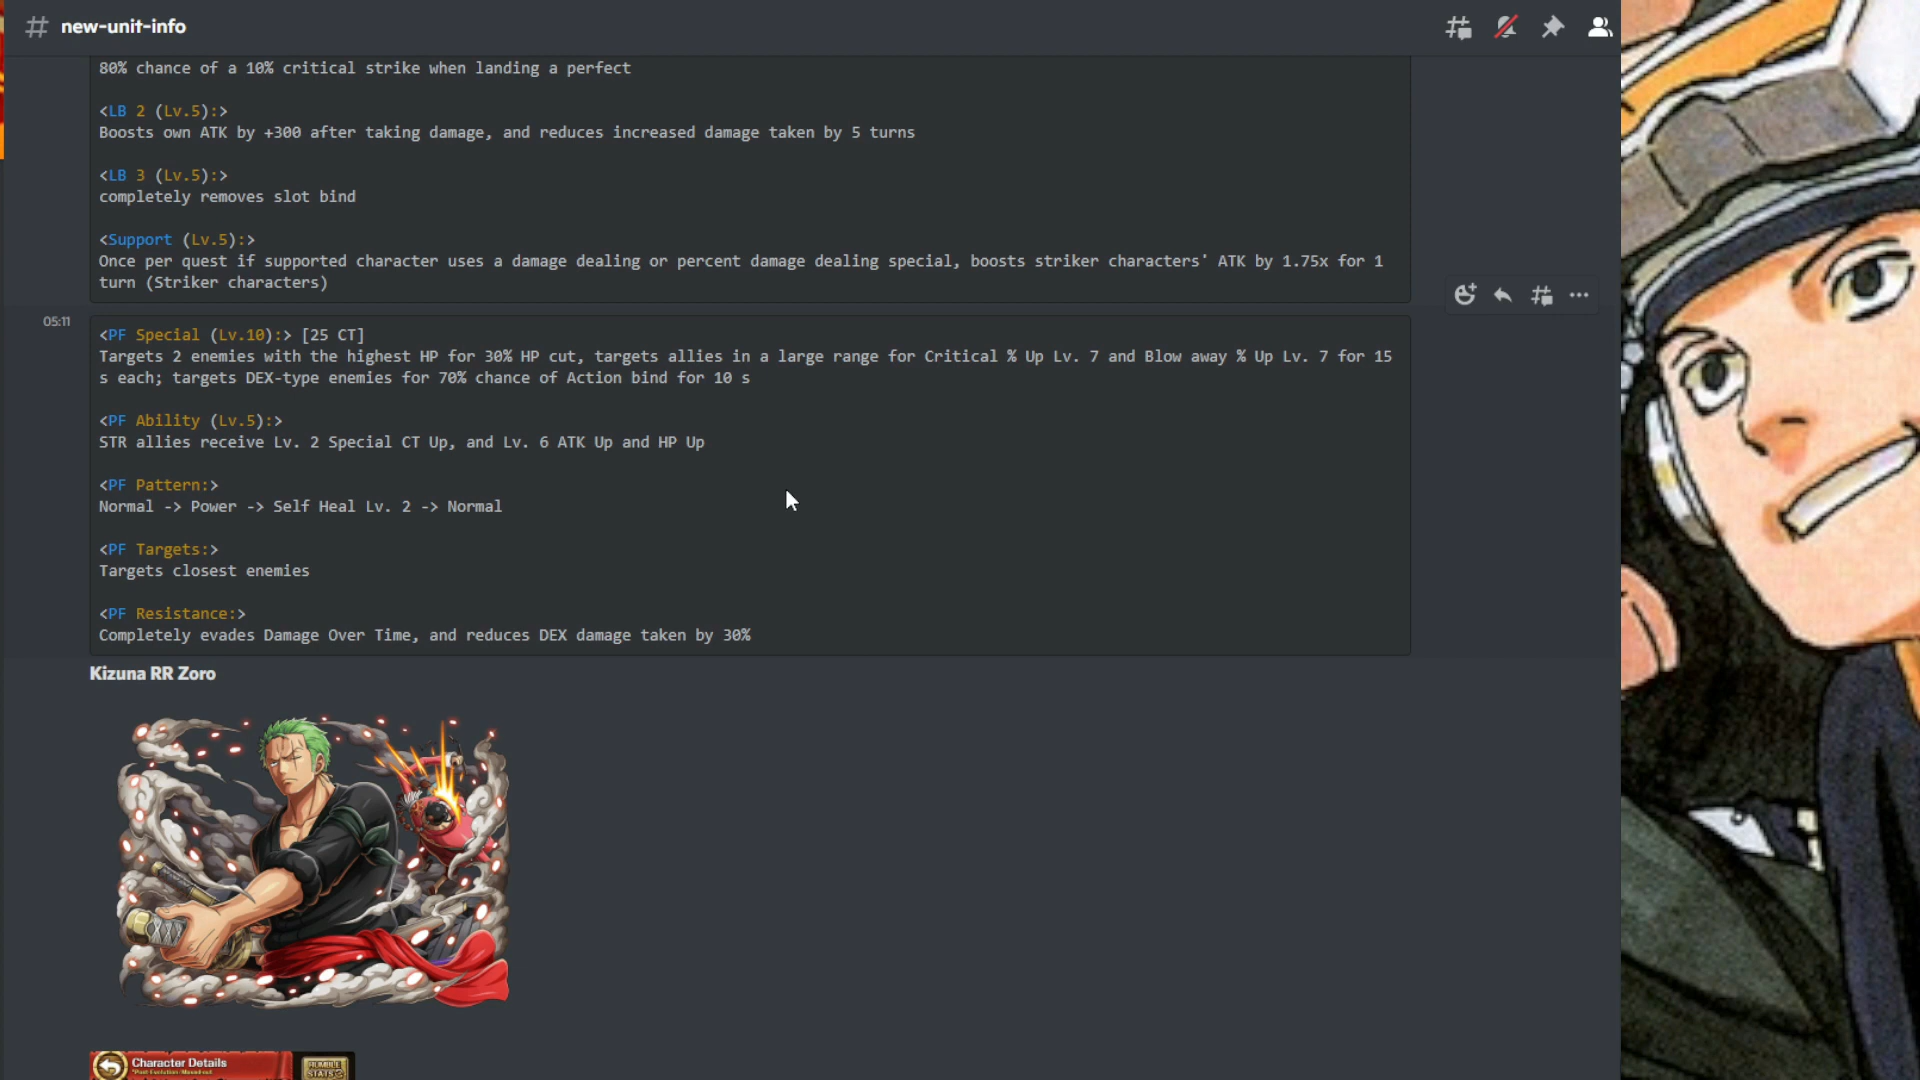 new-unit-info
80% chance of a 10% critical strike when landing a perfect
<LB 2 (Lv.5):>
Boosts own ATK by +300 after taking damage, and reduces increased damage taken by 5 turns
<LB 3 (Lv.5):>
completely removes slot bind
<Support (Lv.5):>
Once per quest if supported character uses a damage dealing or percent damage dealing special, boosts striker characters' ATK by 1.75x for 1
turn (Striker characters)
05:11
<PF Special (Lv.10):> [25 CT]
Targets 2 enemies with the highest HP for 30% HP cut, targets allies in a large range for Critical % Up Lv. 7 and Blow away % Up Lv. 7 for 15
s each; targets DEX-type enemies for 70% chance of Action bind for 10 s
<PF Ability (Lv.5):>
STR allies receive Lv. 2 Special CT Up, and Lv. 6 ATK Up and HP Up
<PF Pattern:>
Normal -> Power -> Self Heal Lv. 2 -> Normal
<PF Targets:>
Targets closest enemies
<PF Resistance:>
Completely evades Damage Over Time, and reduces DEX damage taken by 30%
Kizuna RR Zoro
Character Details
*Post-Evolution/Maxed-out
RUMBLE
STATS